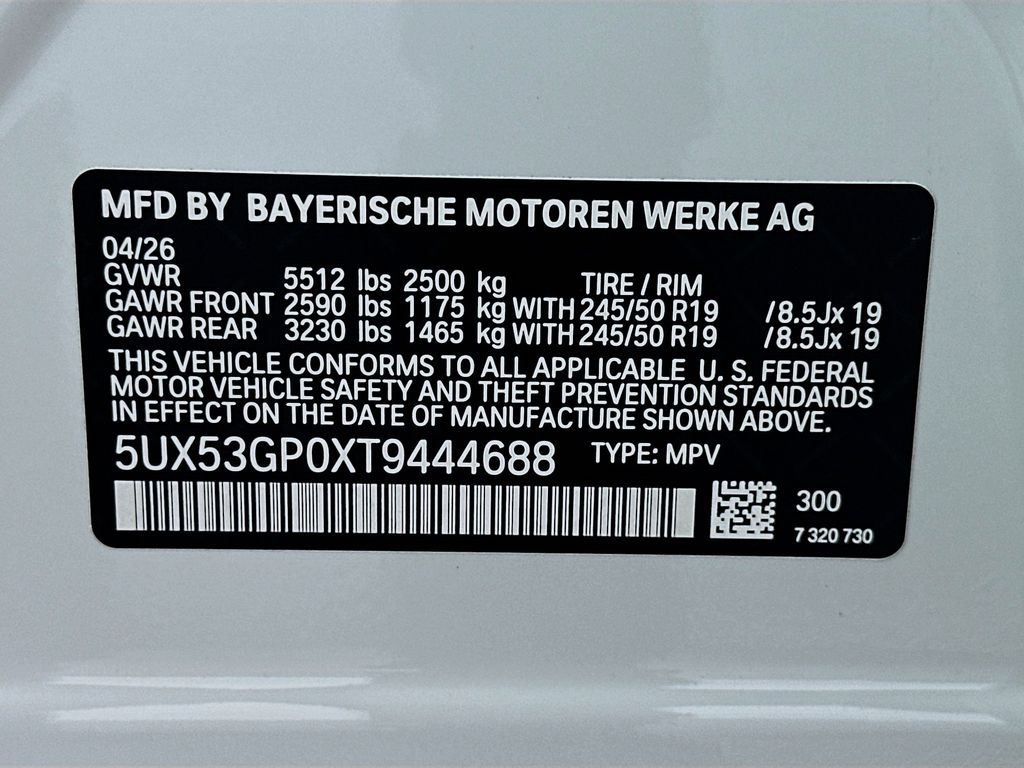 MFD BY BAYERISCHE MOTOREN WERKE AG
04/26
GVWR 5512 lbs 2500 kg TIRE / RIM
GAWR FRONT 2590 lbs 1175 kg WITH 245/50 R19 /8.5Jx 19
GAWR REAR 3230 lbs 1465 kg WITH 245/50 R19 /8.5Jx 19
THIS VEHICLE CONFORMS TO ALL APPLICABLE U. S. FEDERAL
MOTOR VEHICLE SAFETY AND THEFT PREVENTION STANDARDS
IN EFFECT ON THE DATE OF MANUFACTURE SHOWN ABOVE.
5UX53GP0XT9444688 TYPE: MPV
300
7 320 730